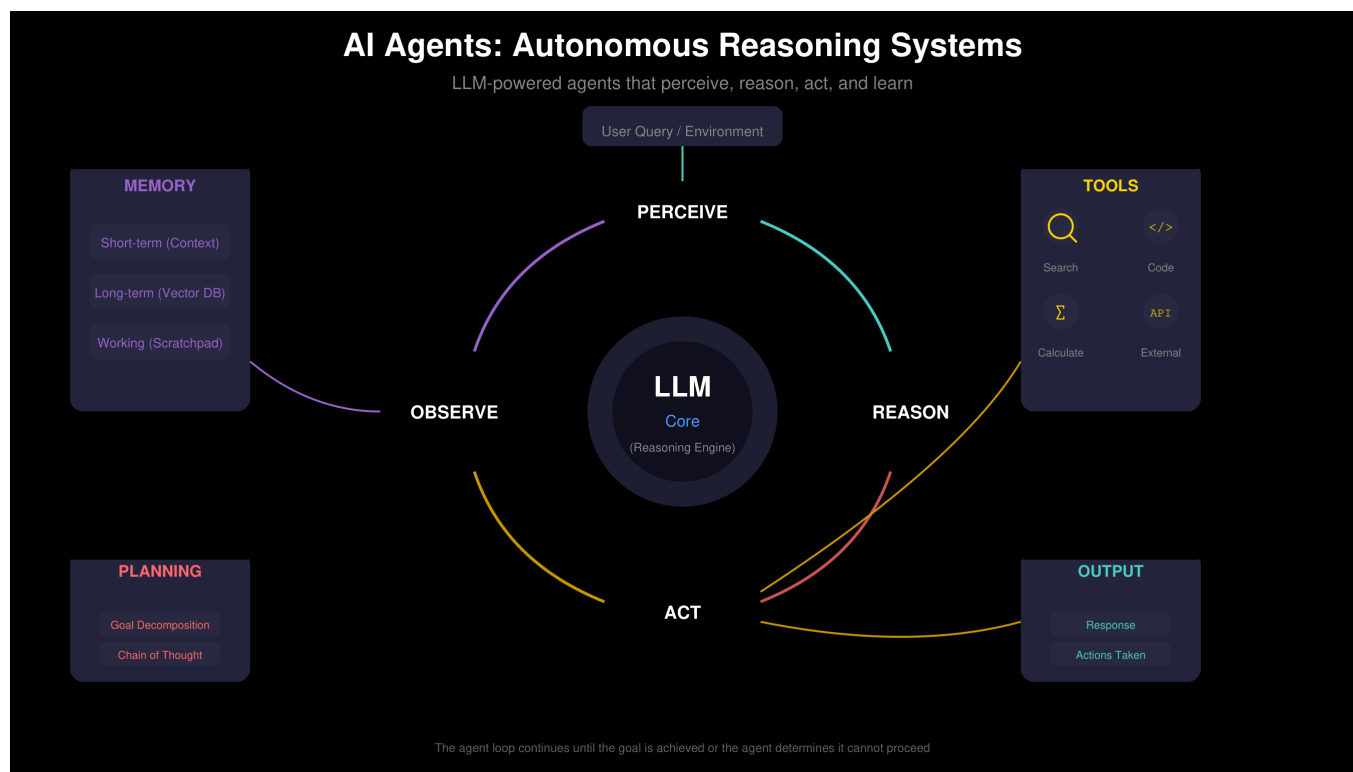 AI Agents: Autonomous Reasoning Systems
LLM-powered agents that perceive, reason, act, and learn
User Query / Environment
MEMORY
Short-term (Context)
Long-term (Vector DB)
Working (Scratchpad)
PERCEIVE
TOOLS
</>
Search
Code
Σ
API
Calculate
External
OBSERVE
LLM
Core
(Reasoning Engine)
REASON
PLANNING
Goal Decomposition
Chain of Thought
ACT
OUTPUT
Response
Actions Taken
The agent loop continues until the goal is achieved or the agent determines it cannot proceed